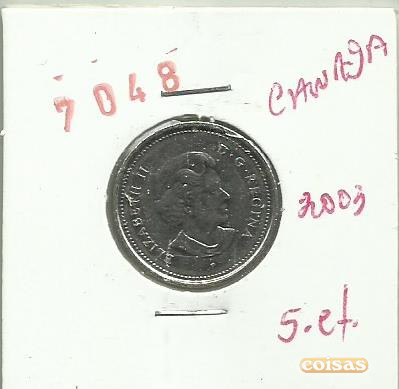 7048
CANADA
ELIZABETH II D·G·REGINA
P
2003
5.ct.
coisas